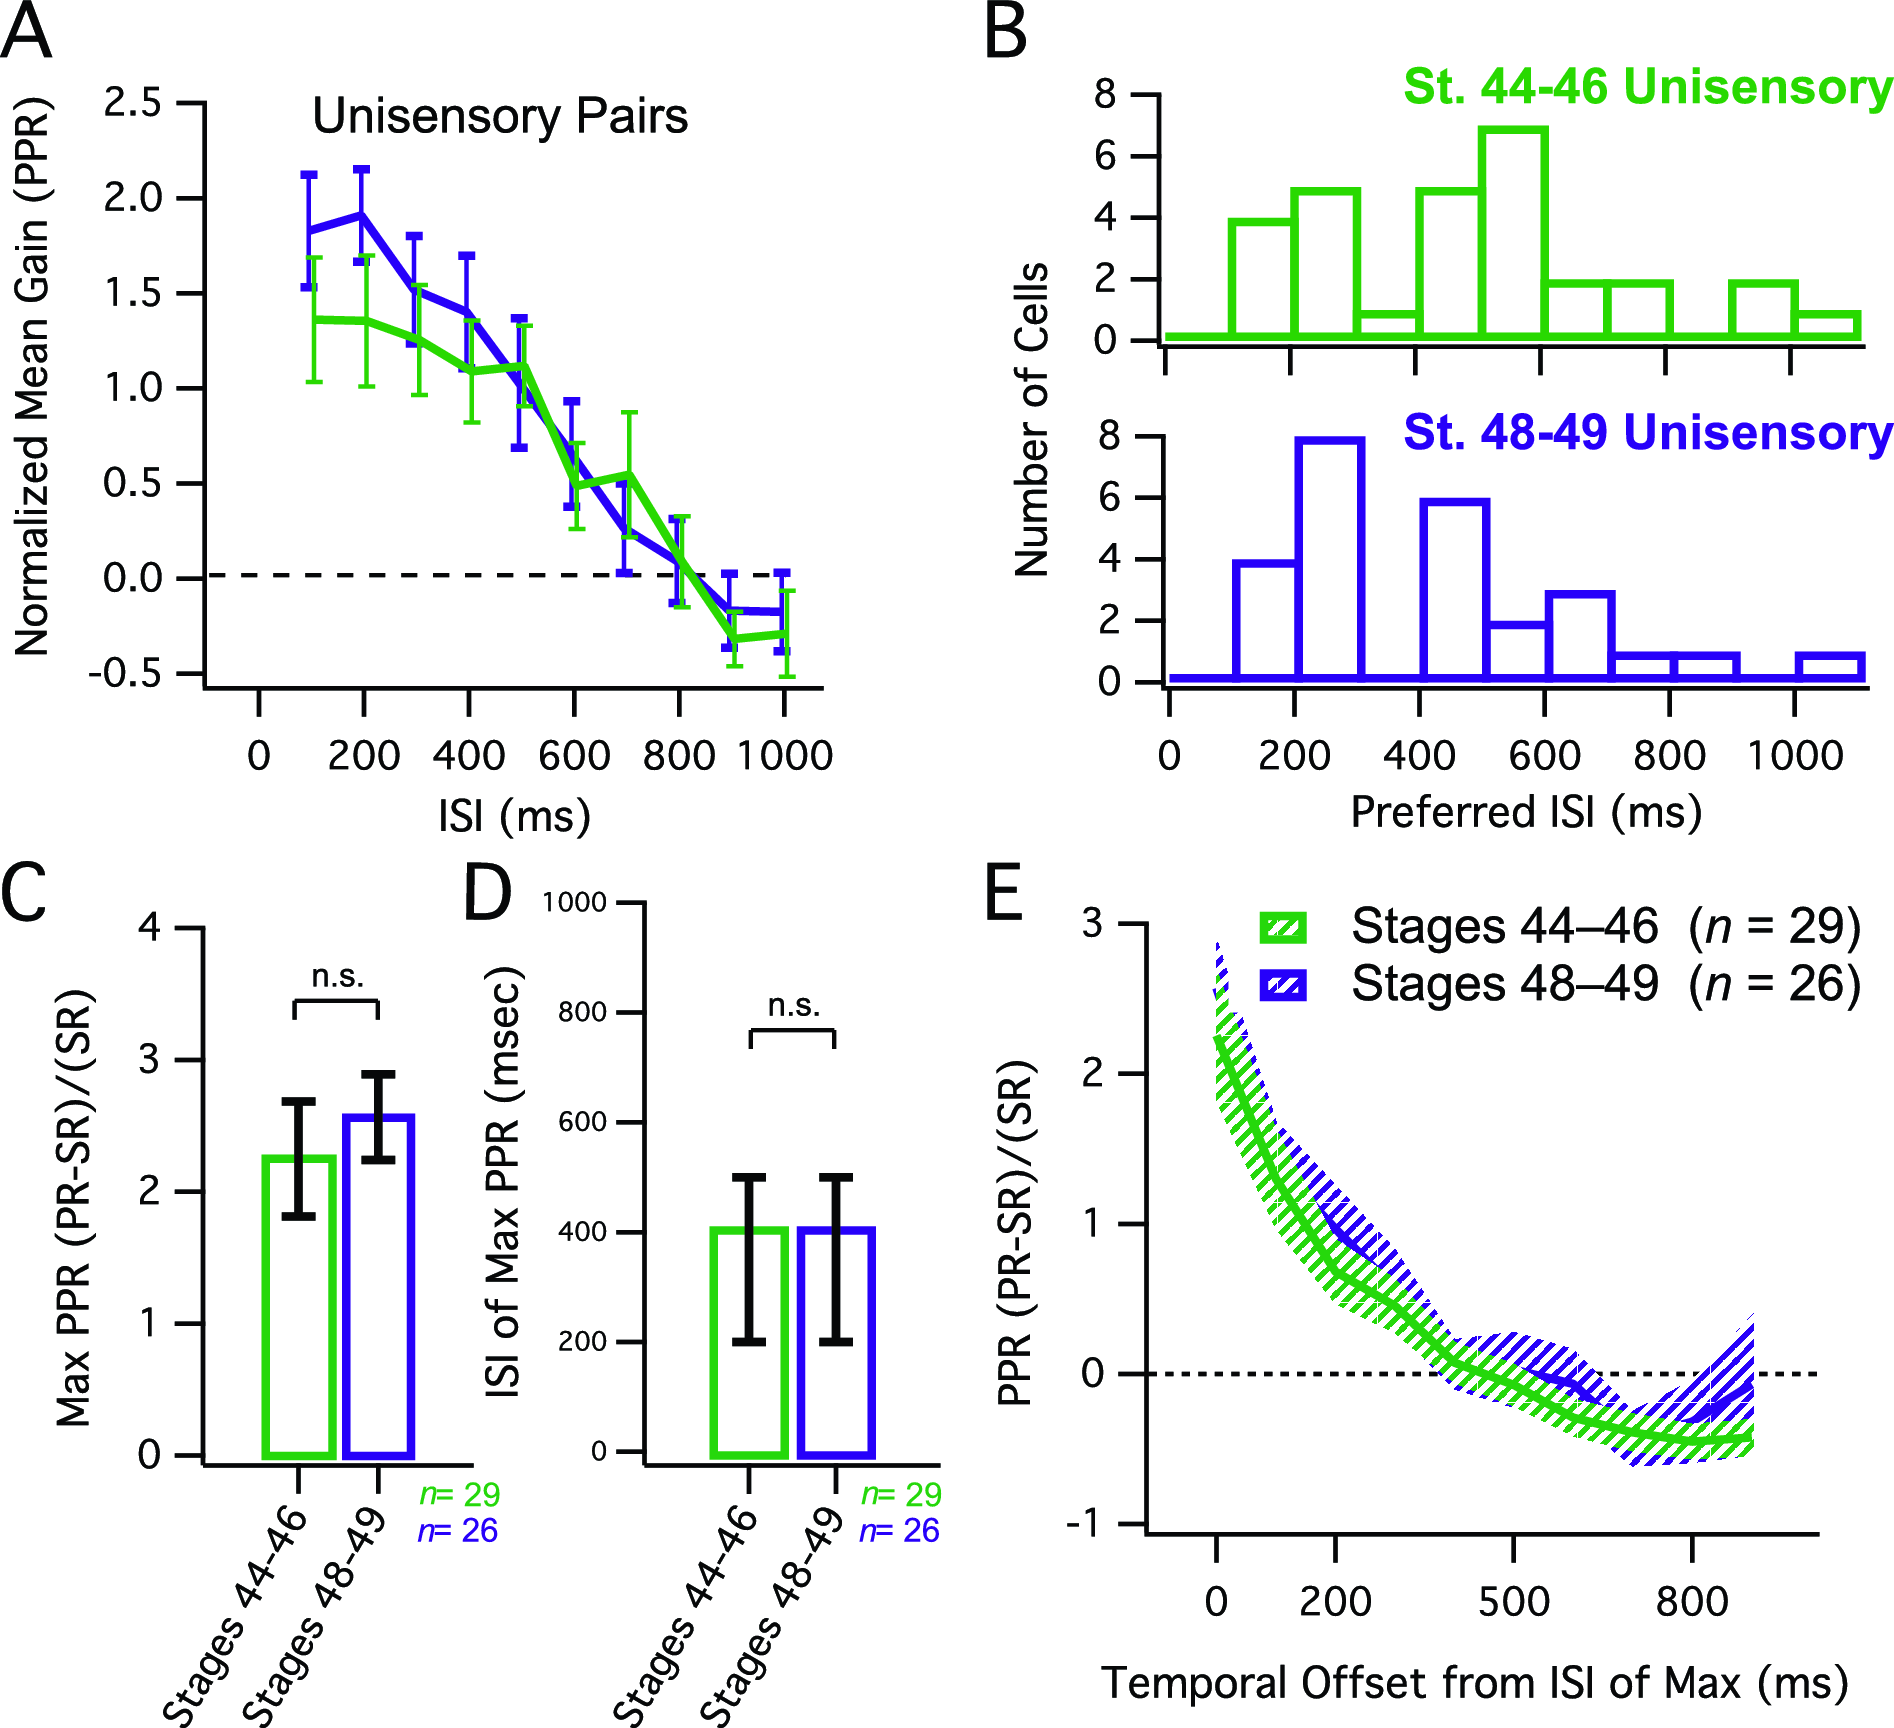 A
Unisensory Pairs
Normalized Mean Gain (PPR)
2.5
2.0
1.5
1.0
0.5
0.0
-0.5
0 200 400 600 800 1000
ISI (ms)
B
St. 44-46 Unisensory
8
6
4
2
0
Number of Cells
St. 48-49 Unisensory
8
6
4
2
0
0 200 400 600 800 1000
Preferred ISI (ms)
C
Max PPR (PR-SR)/(SR)
4
3
2
1
0
n.s.
Stages 44-46
Stages 48-49
n= 29
n= 26
D
ISI of Max PPR (msec)
1000
800
600
400
200
0
n.s.
Stages 44-46
Stages 48-49
n= 29
n= 26
E
Stages 44–46 (n = 29)
Stages 48–49 (n = 26)
PPR (PR-SR)/(SR)
3
2
1
0
-1
0 200 500 800
Temporal Offset from ISI of Max (ms)